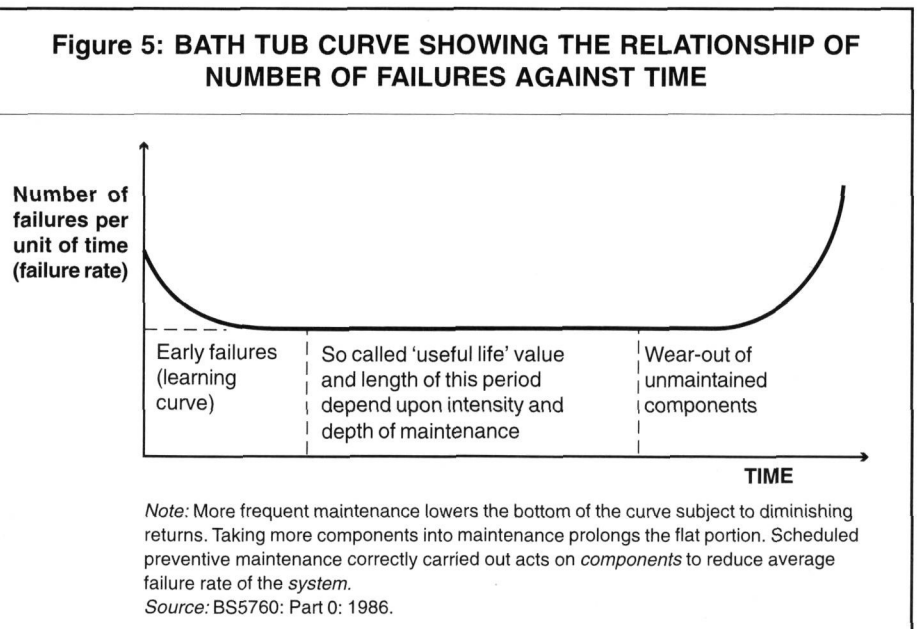 Figure 5: BATH TUB CURVE SHOWING THE RELATIONSHIP OF
NUMBER OF FAILURES AGAINST TIME
Number of
failures per
unit of time
(failure rate)
Early failures
(learning
curve)
So called ‘useful life’ value
and length of this period
depend upon intensity and
depth of maintenance
Wear-out of
unmaintained
components
TIME
Note: More frequent maintenance lowers the bottom of the curve subject to diminishing
returns. Taking more components into maintenance prolongs the flat portion. Scheduled
preventive maintenance correctly carried out acts on components to reduce average
failure rate of the system.
Source: BS5760: Part 0: 1986.